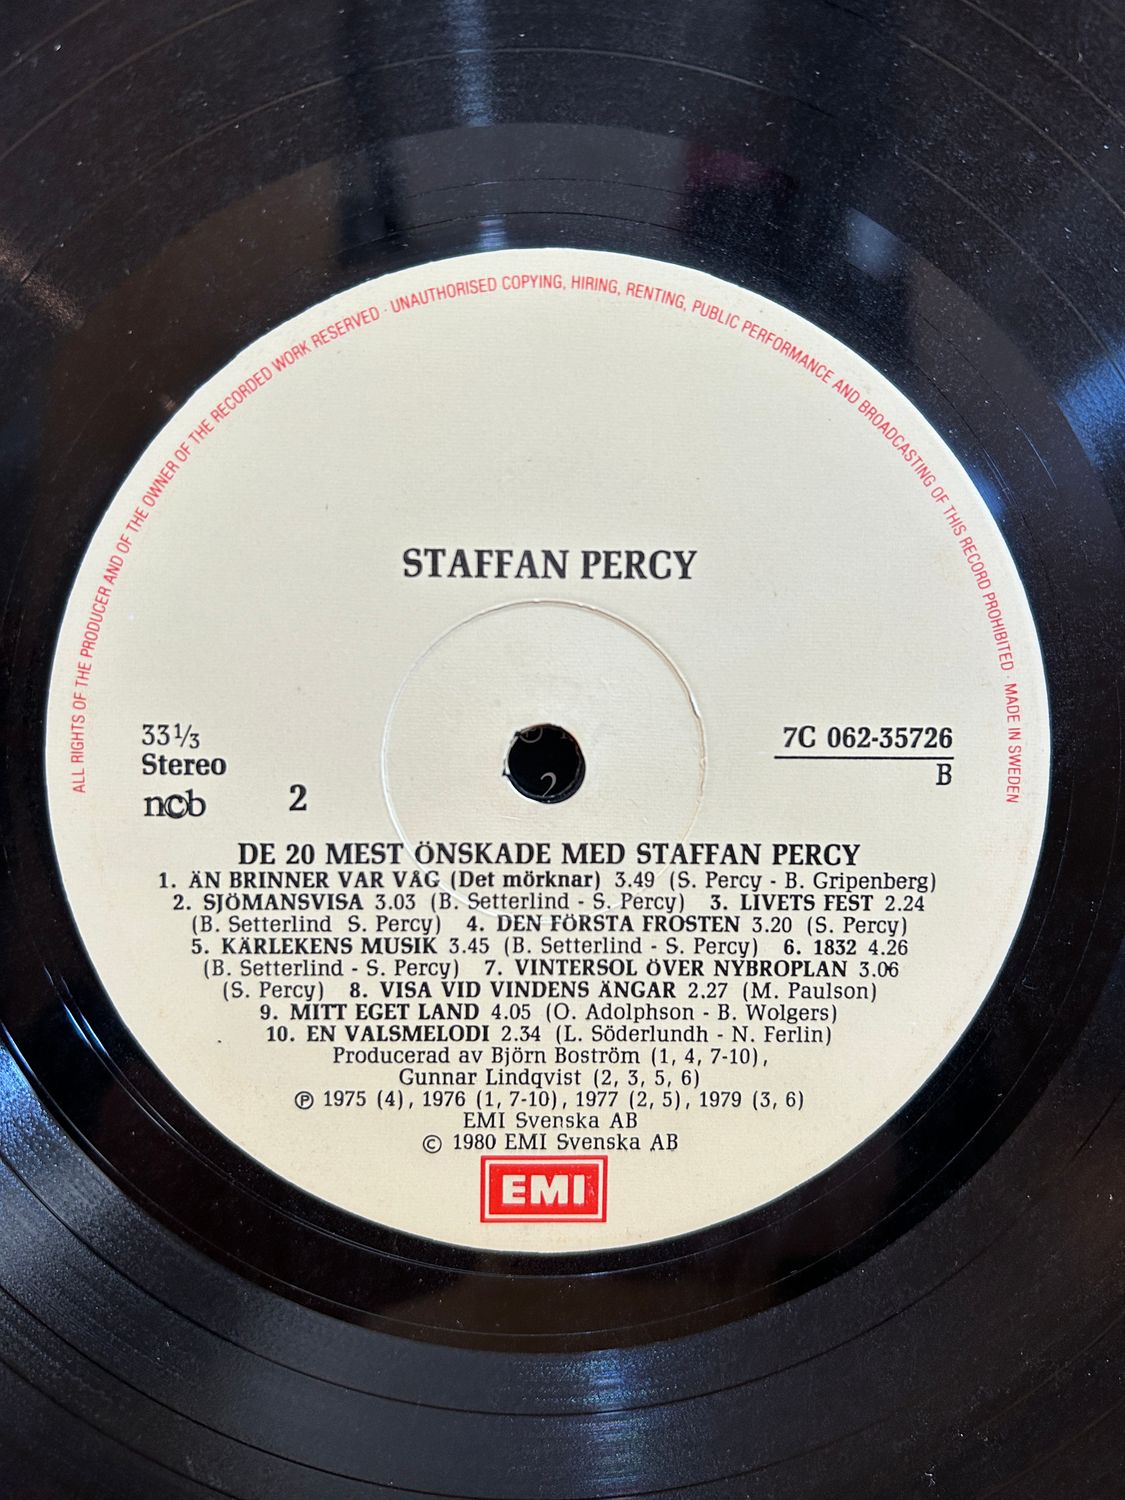 ALL RIGHTS OF THE PRODUCER AND OF THE OWNER OF THE RECORDED WORK RESERVED · UNAUTHORISED COPYING, HIRING, RENTING, PUBLIC PERFORMANCE AND BROADCASTING OF THIS RECORD PROHIBITED · MADE IN SWEDEN
STAFFAN PERCY
33⅓
Stereo
ncb
2
7C 062-35726
B
2
DE 20 MEST ÖNSKADE MED STAFFAN PERCY
1. ÄN BRINNER VAR VÅG (Det mörknar) 3.49 (S. Percy - B. Gripenberg)
2. SJÖMANSVISA 3.03 (B. Setterlind - S. Percy) 3. LIVETS FEST 2.24
(B. Setterlind S. Percy) 4. DEN FÖRSTA FROSTEN 3.20 (S. Percy)
5. KÄRLEKENS MUSIK 3.45 (B. Setterlind - S. Percy) 6. 1832 4.26
(B. Setterlind - S. Percy) 7. VINTERSOL ÖVER NYBROPLAN 3.06
(S. Percy) 8. VISA VID VINDENS ÄNGAR 2.27 (M. Paulson)
9. MITT EGET LAND 4.05 (O. Adolphson - B. Wolgers)
10. EN VALSMELODI 2.34 (L. Söderlundh - N. Ferlin)
Producerad av Björn Boström (1, 4, 7-10),
Gunnar Lindqvist (2, 3, 5, 6)
℗ 1975 (4), 1976 (1, 7-10), 1977 (2, 5), 1979 (3, 6)
EMI Svenska AB
© 1980 EMI Svenska AB
EMI